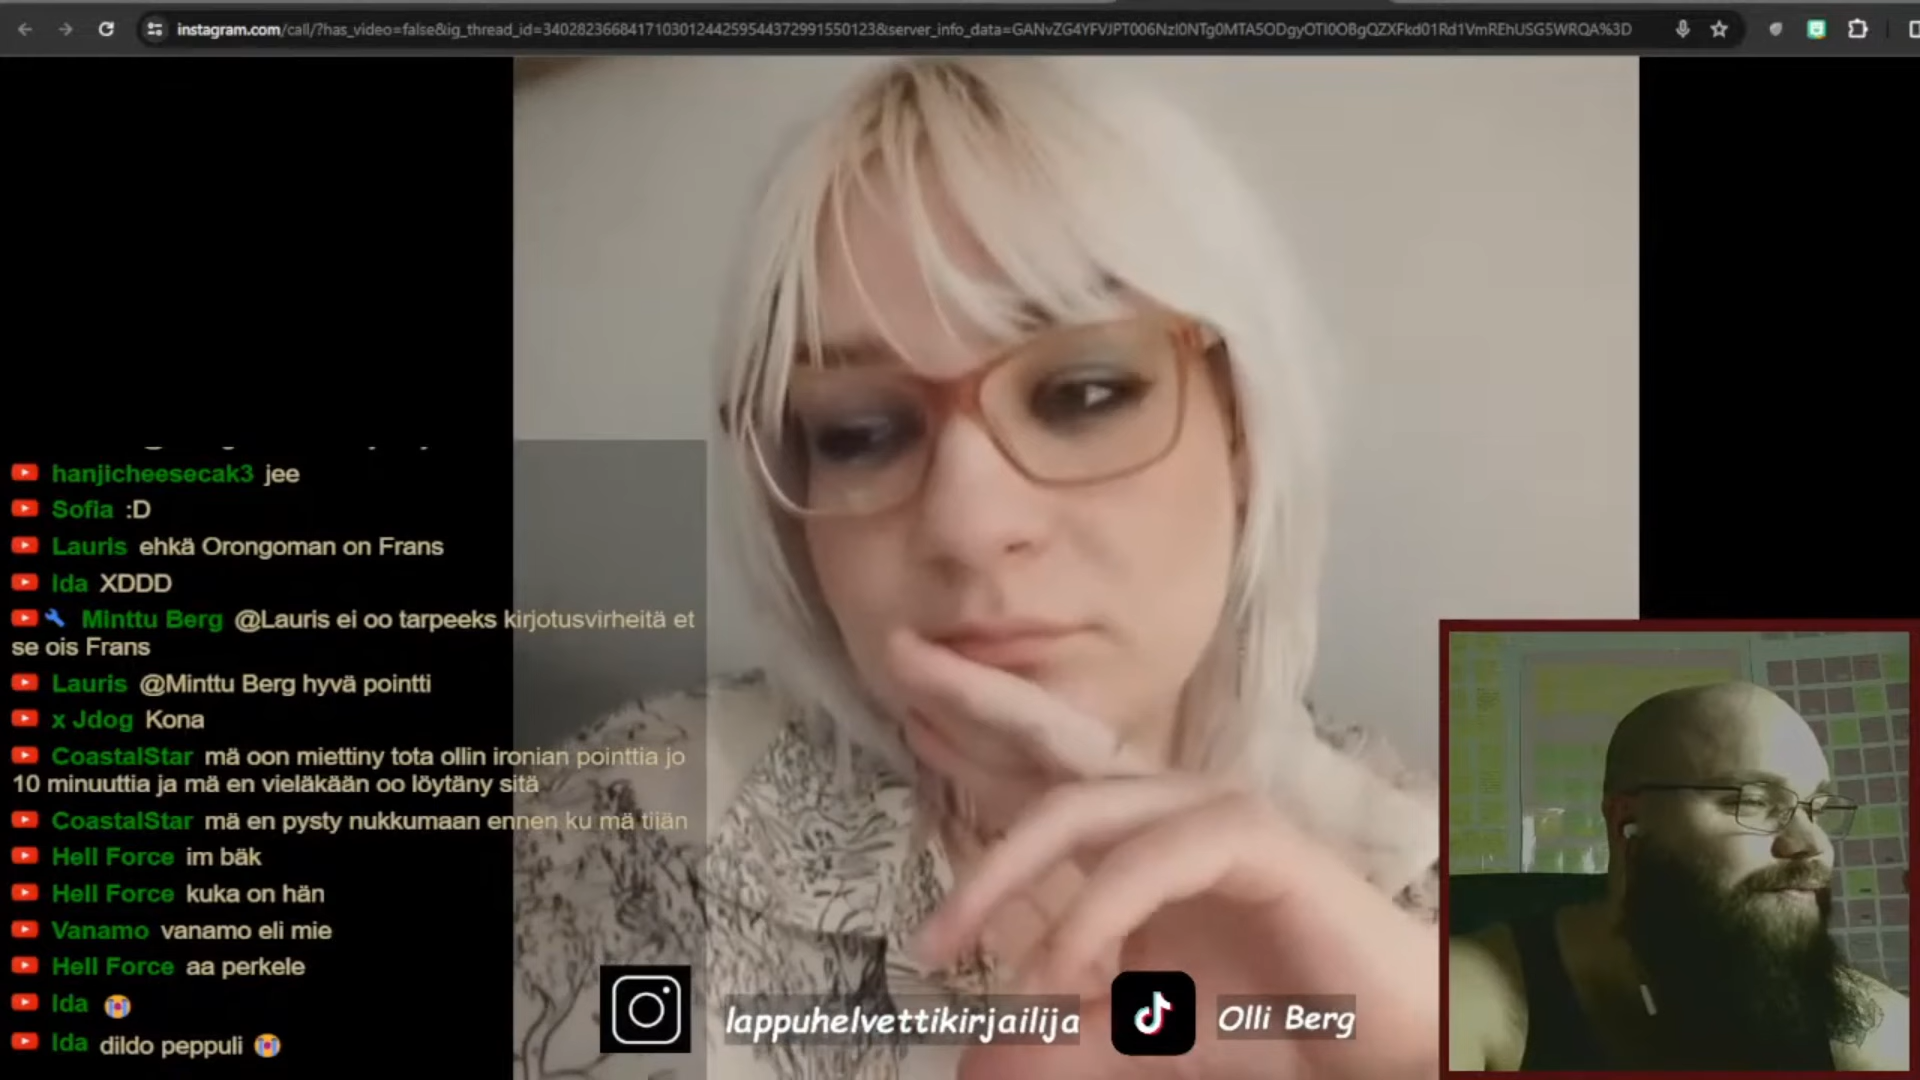 instagram.com/call/?has_video=false&ig_thread_id=340282366841710301244259544372991550123&server_info_data=GANvZG4YFVJPT006NzI0NTg0MTA5ODgyOTI0OBgQZXFkd01Rd1VmREhUSG5WRQA%3D
hanjicheesecak3 jee
Sofia :D
Lauris ehkä Orongoman on Frans
Ida XDDD
Minttu Berg @Lauris ei oo tarpeeks kirjotusvirheitä et
se ois Frans
Lauris @Minttu Berg hyvä pointti
x Jdog Kona
CoastalStar mä oon miettiny tota ollin ironian pointtia jo
10 minuuttia ja mä en vieläkään oo löytäny sitä
CoastalStar mä en pysty nukkumaan ennen ku mä tiiän
Hell Force im bäk
Hell Force kuka on hän
Vanamo vanamo eli mie
Hell Force aa perkele
Ida 😭
Ida dildo peppuli 😭
lappuhelvettikirjailija
Olli Berg